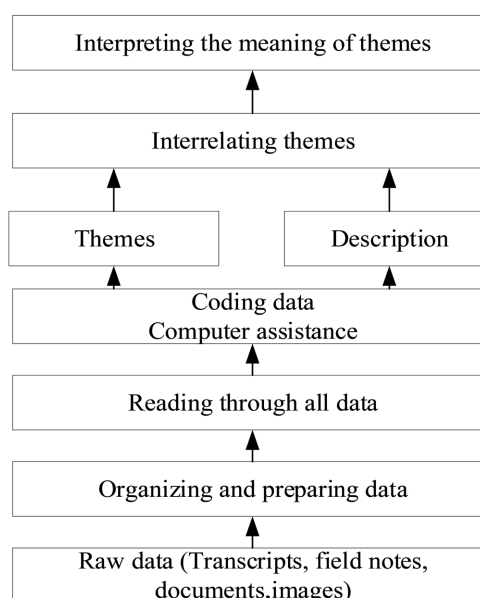 Interpreting the meaning of themes
Interrelating themes
Themes
Description
Coding data
Computer assistance
Reading through all data
Organizing and preparing data
Raw data (Transcripts, field notes,
documents,images)